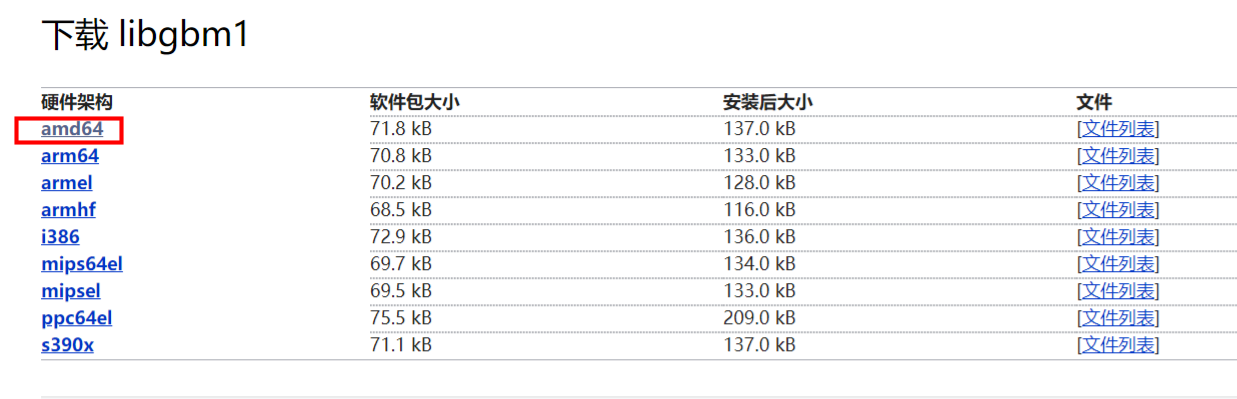 下载 libgbm1
硬件架构 软件包大小 安装后大小 文件
amd64 71.8 kB 137.0 kB [文件列表]
arm64 70.8 kB 133.0 kB [文件列表]
armel 70.2 kB 128.0 kB [文件列表]
armhf 68.5 kB 116.0 kB [文件列表]
i386 72.9 kB 136.0 kB [文件列表]
mips64el 69.7 kB 134.0 kB [文件列表]
mipsel 69.5 kB 133.0 kB [文件列表]
ppc64el 75.5 kB 209.0 kB [文件列表]
s390x 71.1 kB 137.0 kB [文件列表]